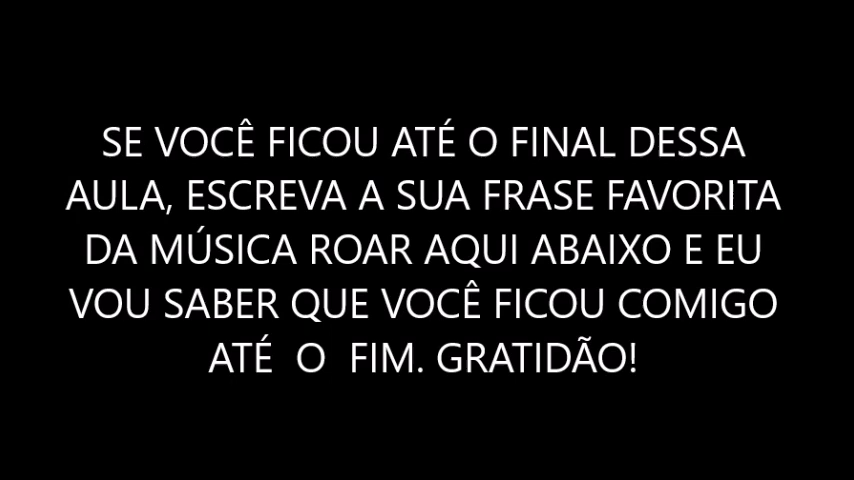 SE VOCÊ FICOU ATÉ O FINAL DESSA
AULA, ESCREVA A SUA FRASE FAVORITA
DA MÚSICA ROAR AQUI ABAIXO E EU
VOU SABER QUE VOCÊ FICOU COMIGO
ATÉ O FIM. GRATIDÃO!